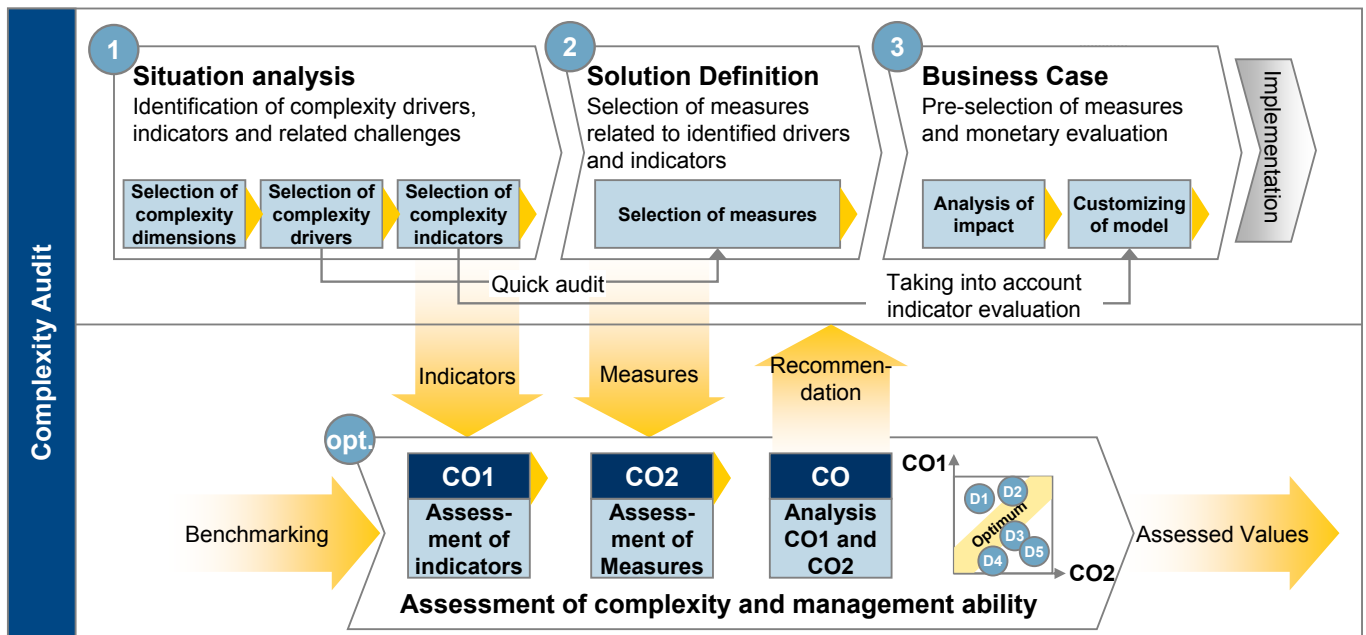 Complexity Audit
1
Situation analysis
Identification of complexity drivers,
indicators and related challenges
Selection of
complexity
dimensions
Selection of
complexity
drivers
Selection of
complexity
indicators
2
Solution Definition
Selection of measures
related to identified drivers
and indicators
Selection of measures
3
Business Case
Pre-selection of measures
and monetary evaluation
Analysis of
impact
Customizing
of model
Implementation
Quick audit
Taking into account
indicator evaluation
Indicators
Measures
Recommen-
dation
opt.
Benchmarking
CO1
Assess-
ment of
indicators
CO2
Assess-
ment of
Measures
CO
Analysis
CO1 and
CO2
CO1
D1
D2
Optimum
D3
D4
D5
CO2
Assessed Values
Assessment of complexity and management ability